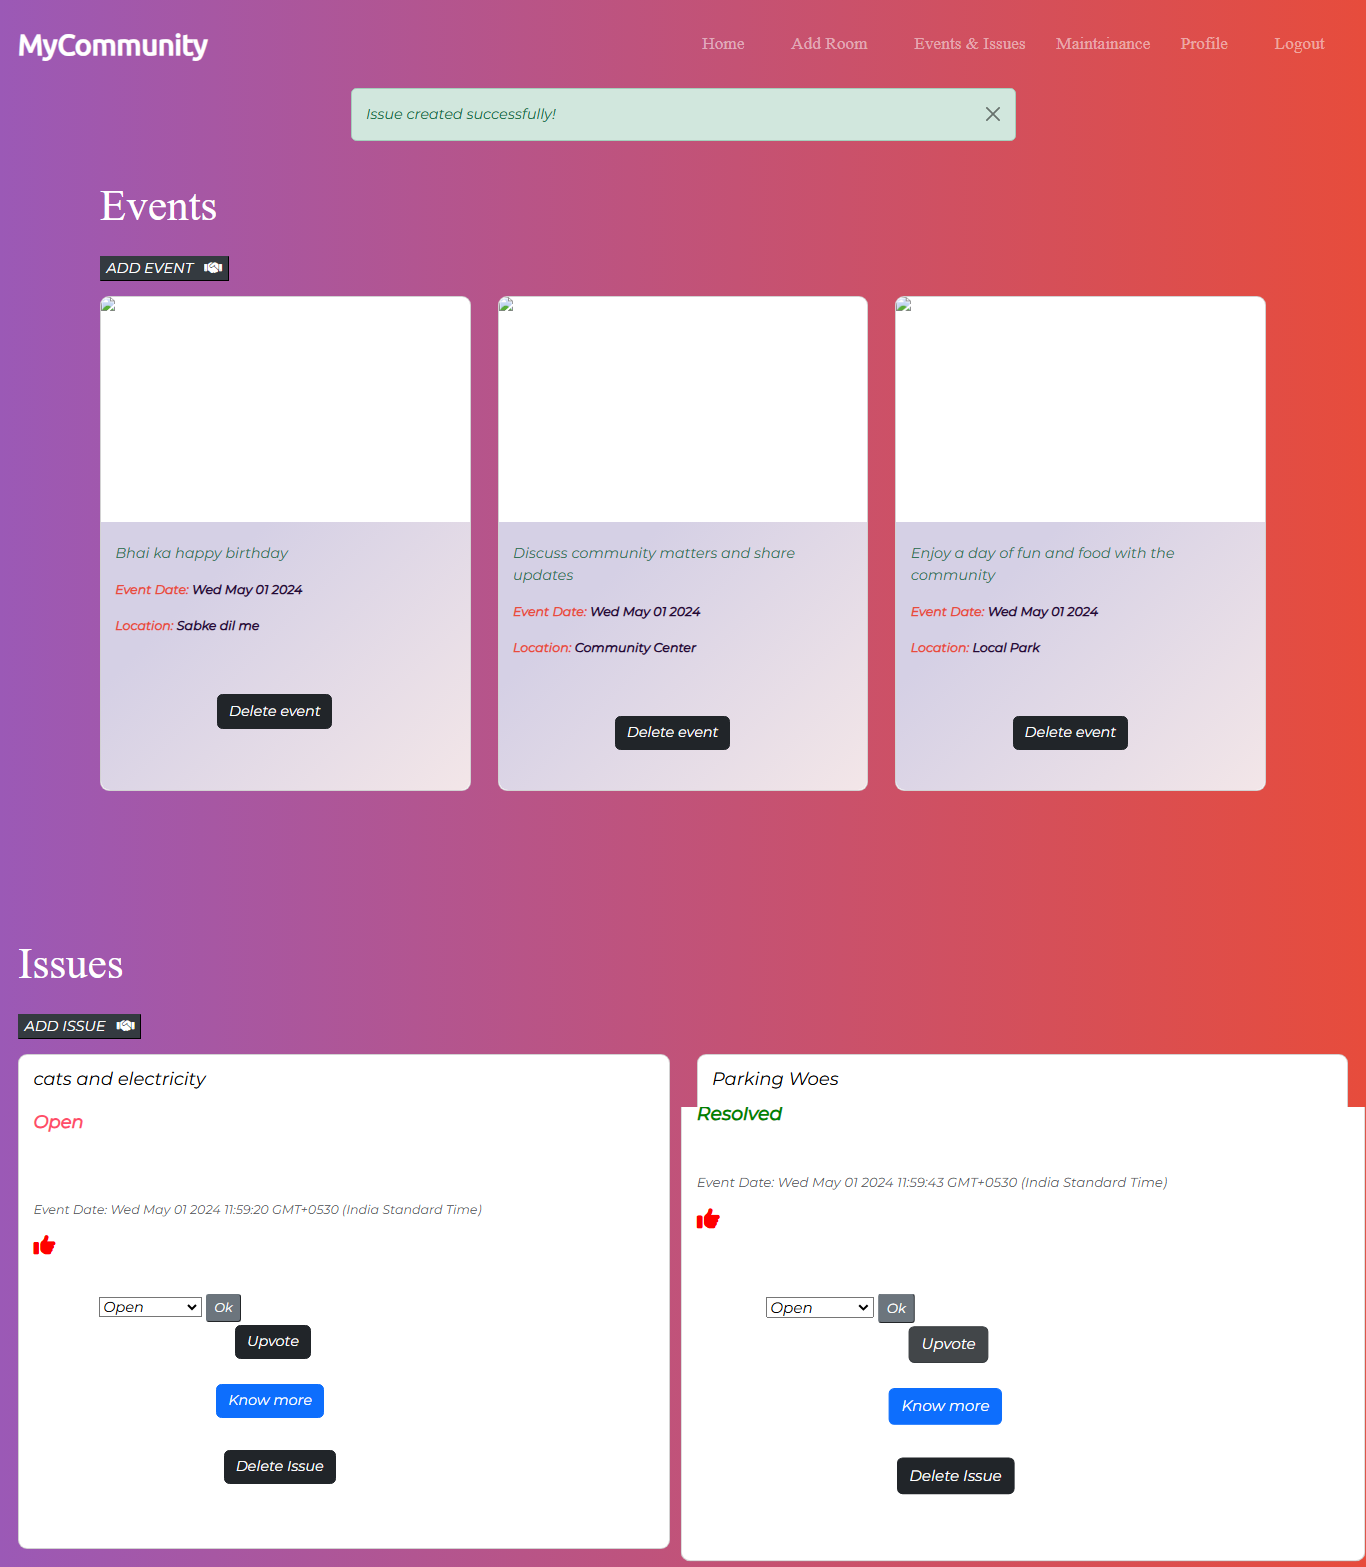 MyCommunity
Home Add Room Events & Issues Maintainance Profile Logout
Issue created successfully!
Events
ADD EVENT
Bhai ka happy birthday
Event Date: Wed May 01 2024
Location: Sabke dil me
Delete event
Discuss community matters and share
updates
Event Date: Wed May 01 2024
Location: Community Center
Delete event
Enjoy a day of fun and food with the
community
Event Date: Wed May 01 2024
Location: Local Park
Delete event
Issues
ADD ISSUE
cats and electricity
Open
Event Date: Wed May 01 2024 11:59:20 GMT+0530 (India Standard Time)
Open Ok
Upvote
Know more
Delete Issue
Parking Woes
Resolved
Event Date: Wed May 01 2024 11:59:43 GMT+0530 (India Standard Time)
Open Ok
Upvote
Know more
Delete Issue